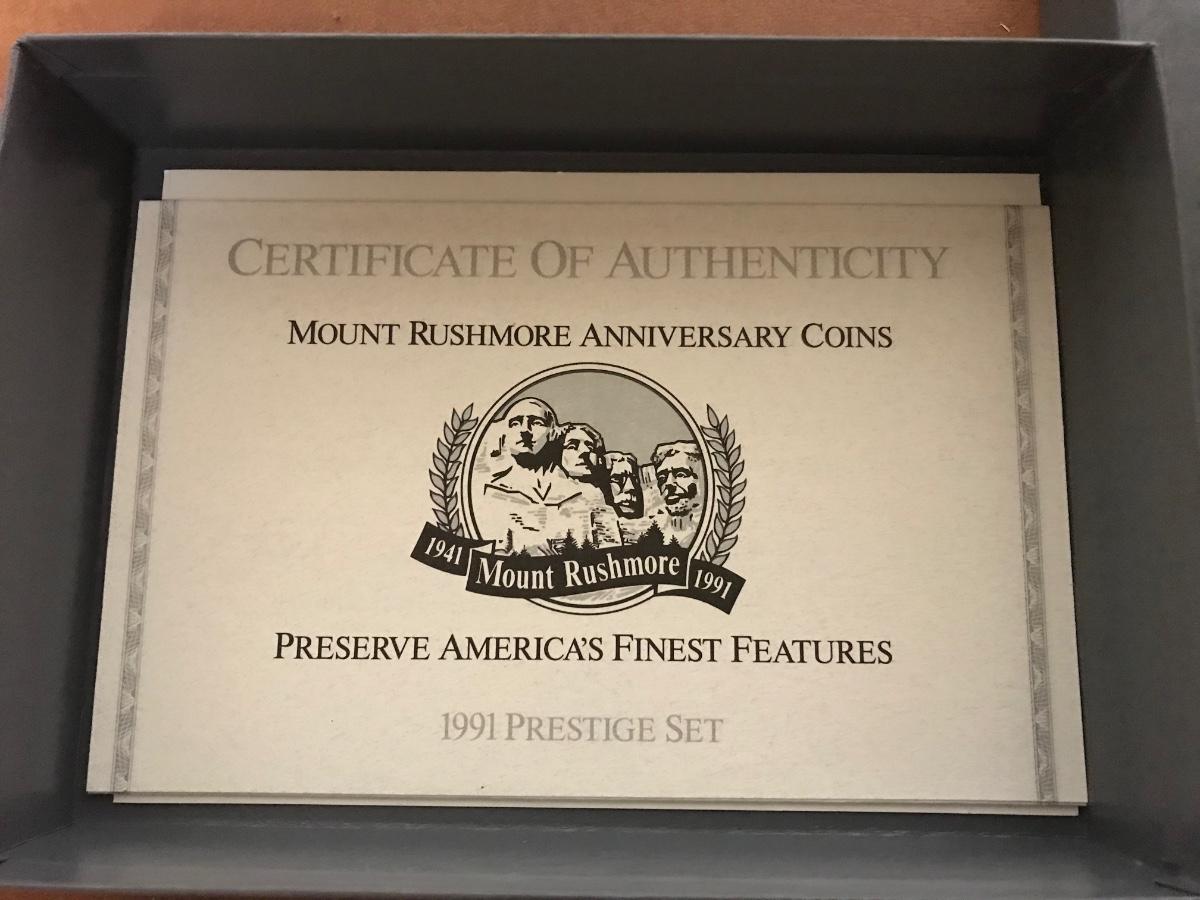 CERTIFICATE OF AUTHENTICITY
MOUNT RUSHMORE ANNIVERSARY COINS
1941 Mount Rushmore 1991
PRESERVE AMERICA'S FINEST FEATURES
1991 PRESTIGE SET